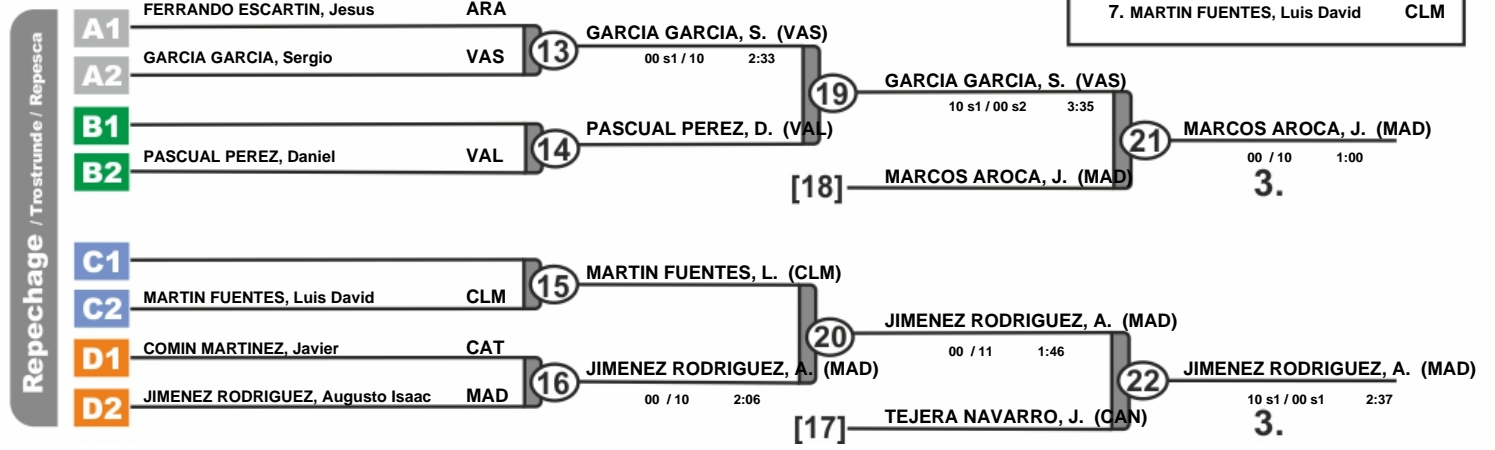 Repechage / Trostrunde / Repesca
A1 FERRANDO ESCARTIN, Jesus ARA
A2 GARCIA GARCIA, Sergio VAS
13
GARCIA GARCIA, S. (VAS)
00 s1 / 10 2:33
B1
B2 PASCUAL PEREZ, Daniel VAL
14
PASCUAL PEREZ, D. (VAL)
19
GARCIA GARCIA, S. (VAS)
10 s1 / 00 s2 3:35
[18] MARCOS AROCA, J. (MAD)
21
MARCOS AROCA, J. (MAD)
00 / 10 1:00
3.
7. MARTIN FUENTES, Luis David CLM
C1
C2 MARTIN FUENTES, Luis David CLM
15
MARTIN FUENTES, L. (CLM)
D1 COMIN MARTINEZ, Javier CAT
D2 JIMENEZ RODRIGUEZ, Augusto Isaac MAD
16
JIMENEZ RODRIGUEZ, A. (MAD)
00 / 10 2:06
20
JIMENEZ RODRIGUEZ, A. (MAD)
00 / 11 1:46
[17] TEJERA NAVARRO, J. (CAN)
22
JIMENEZ RODRIGUEZ, A. (MAD)
10 s1 / 00 s1 2:37
3.